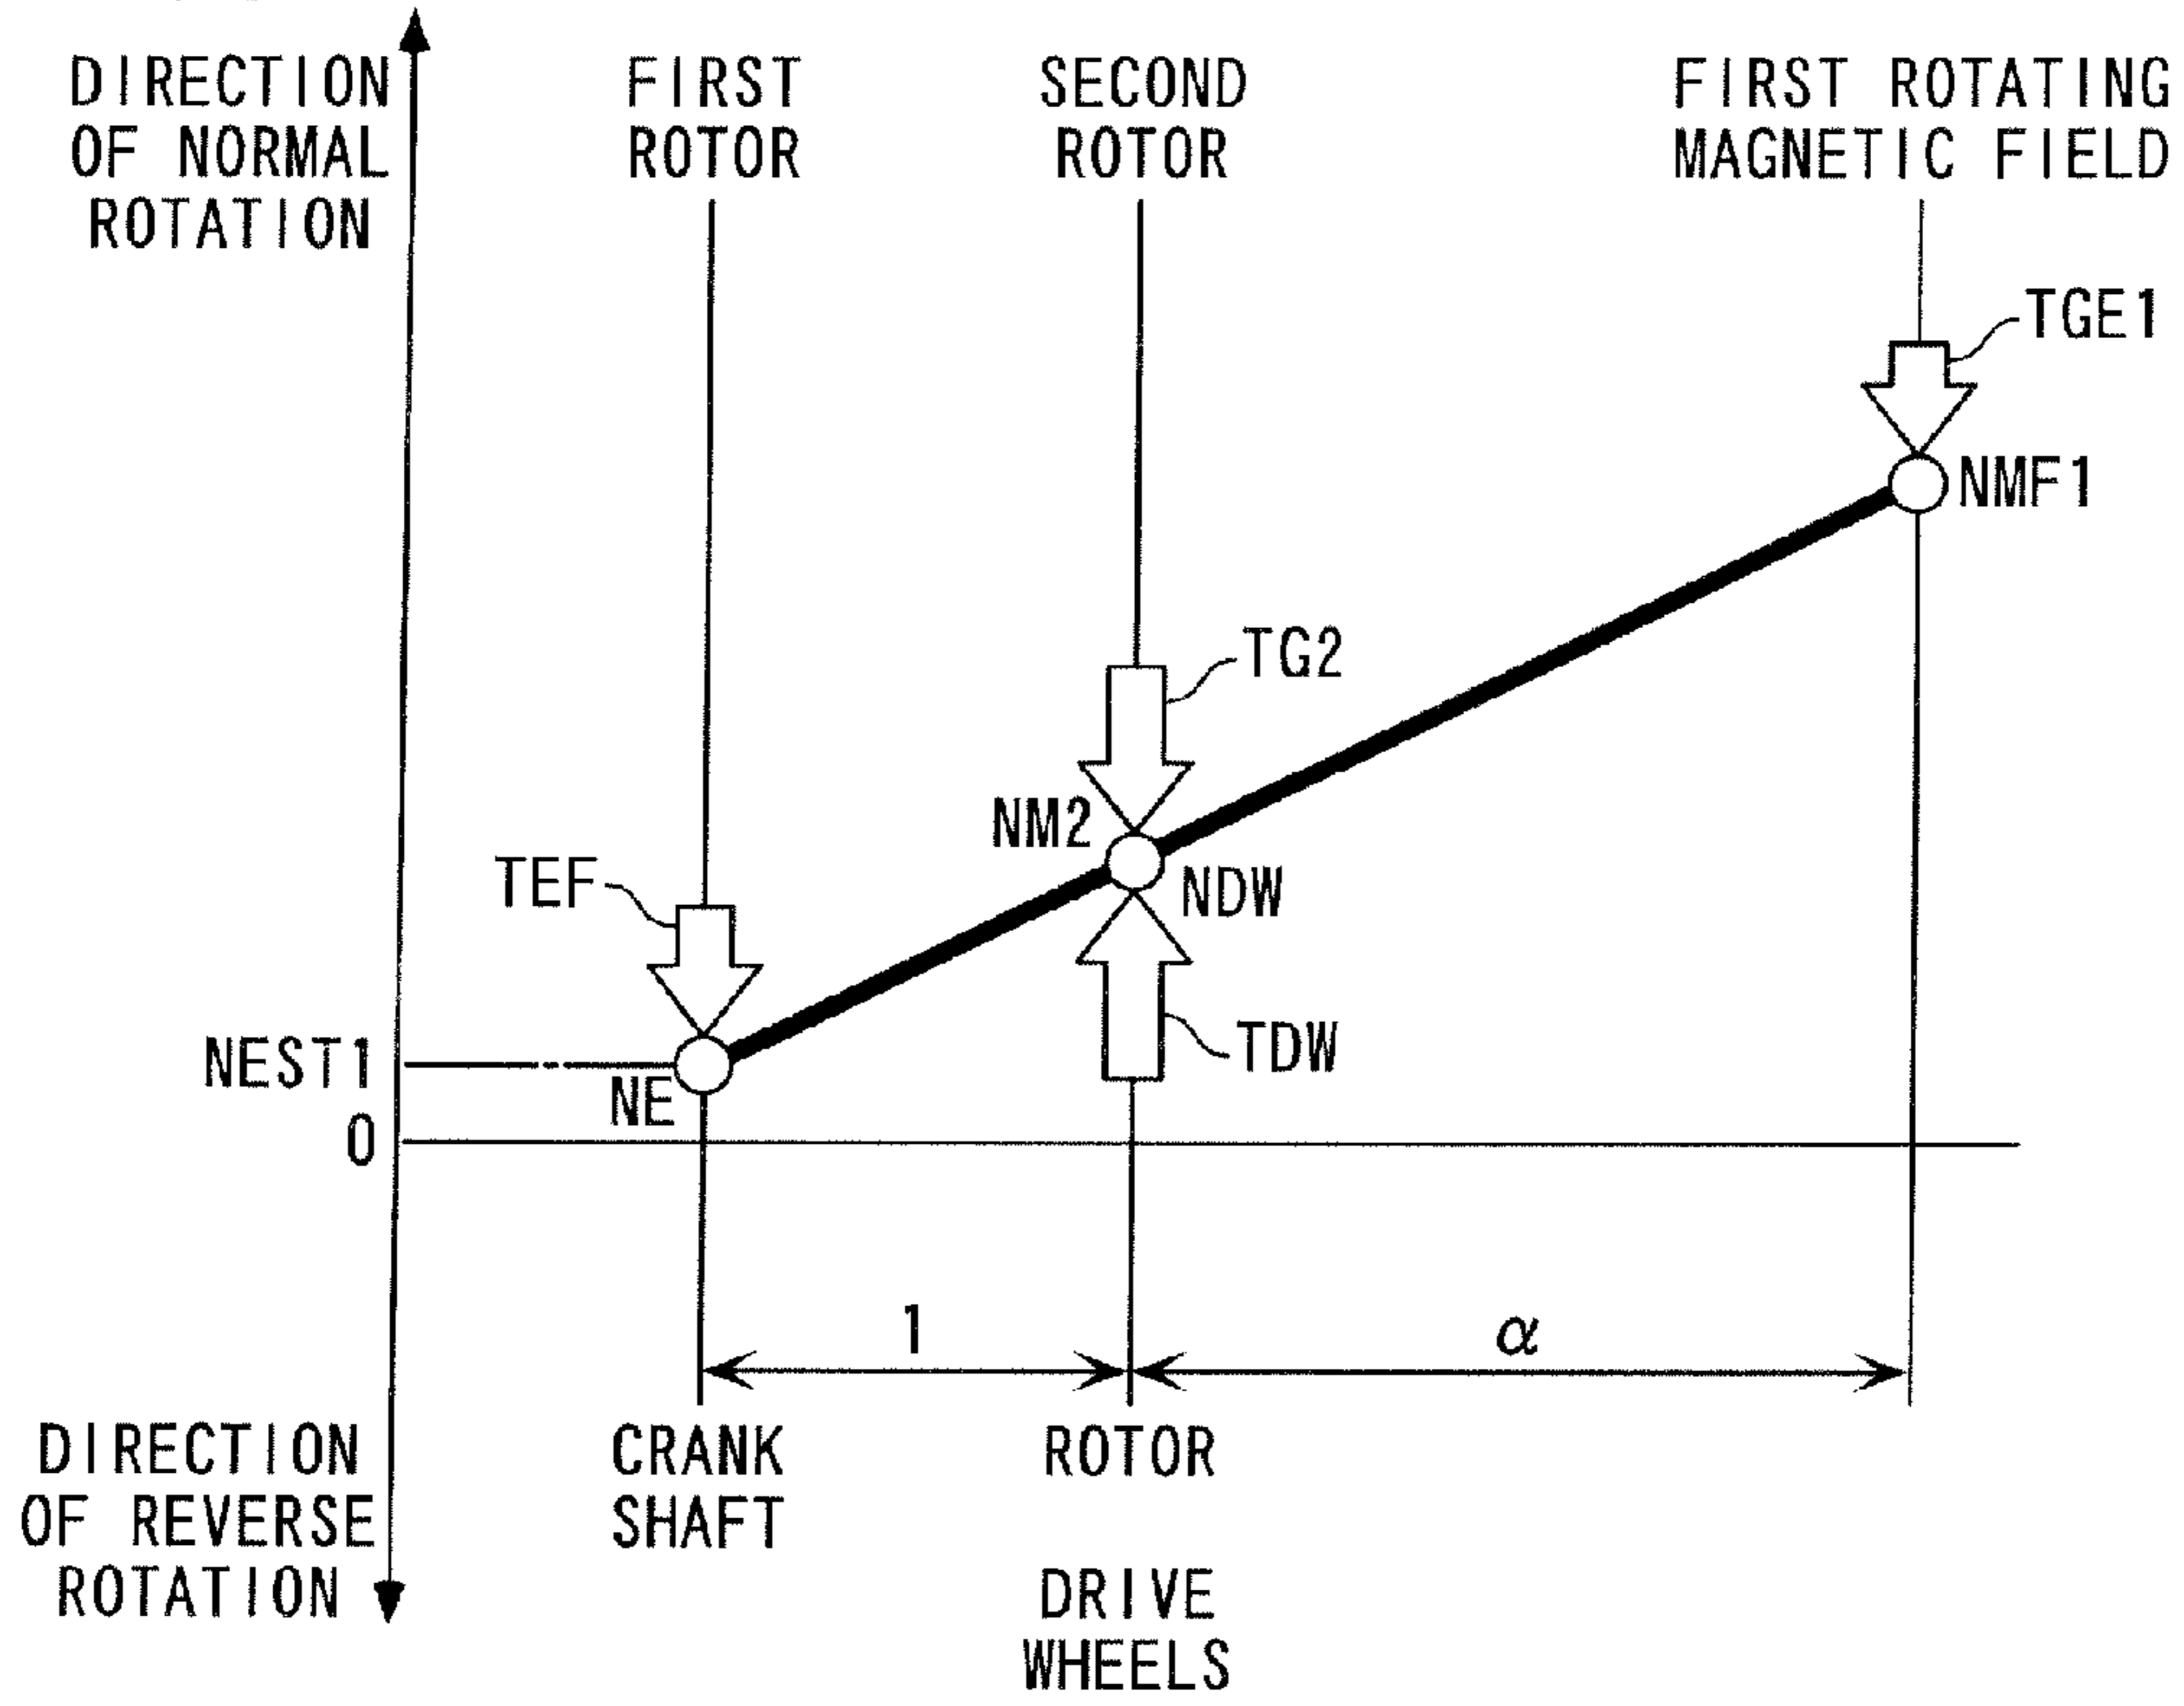 DIRECTION
OF NORMAL
ROTATION
FIRST
ROTOR
SECOND
ROTOR
FIRST ROTATING
MAGNETIC FIELD
TGE1
NMF1
TG2
NM2
NDW
TEF
TDW
NEST1
NE
0
1
α
DIRECTION
OF REVERSE
ROTATION
CRANK
SHAFT
ROTOR
DRIVE
WHEELS